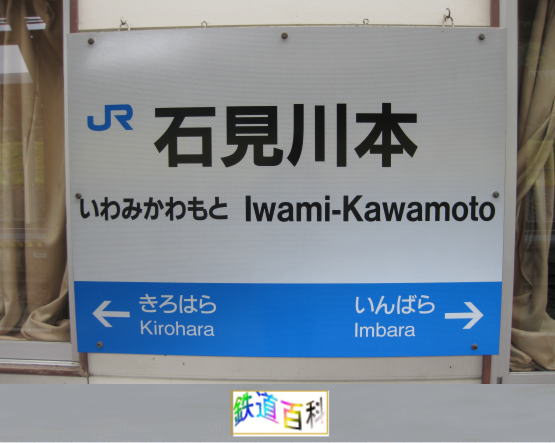 JR 石見川本
いわみかわもと Iwami-Kawamoto
← きろはら いんばら →
Kirohara Imbara
鉄道百科